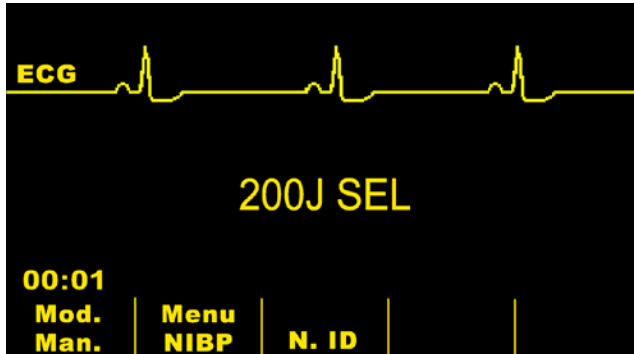 ECG
200J SEL
00:01
Mod. Menu
Man. NIBP N. ID